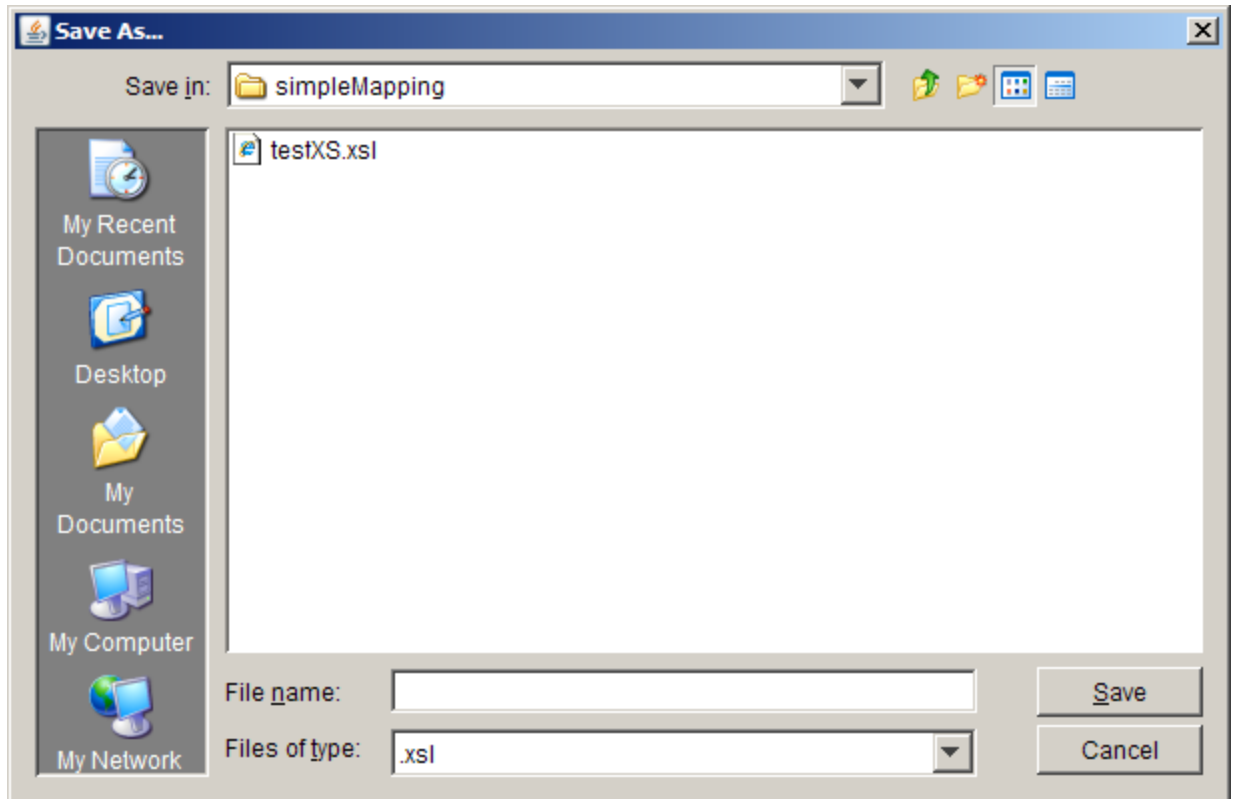 Save As...
Save in: simpleMapping
testXS.xsl
My Recent
Documents
Desktop
My
Documents
My Computer
My Network
File name:
Save
Files of type: .xsl
Cancel